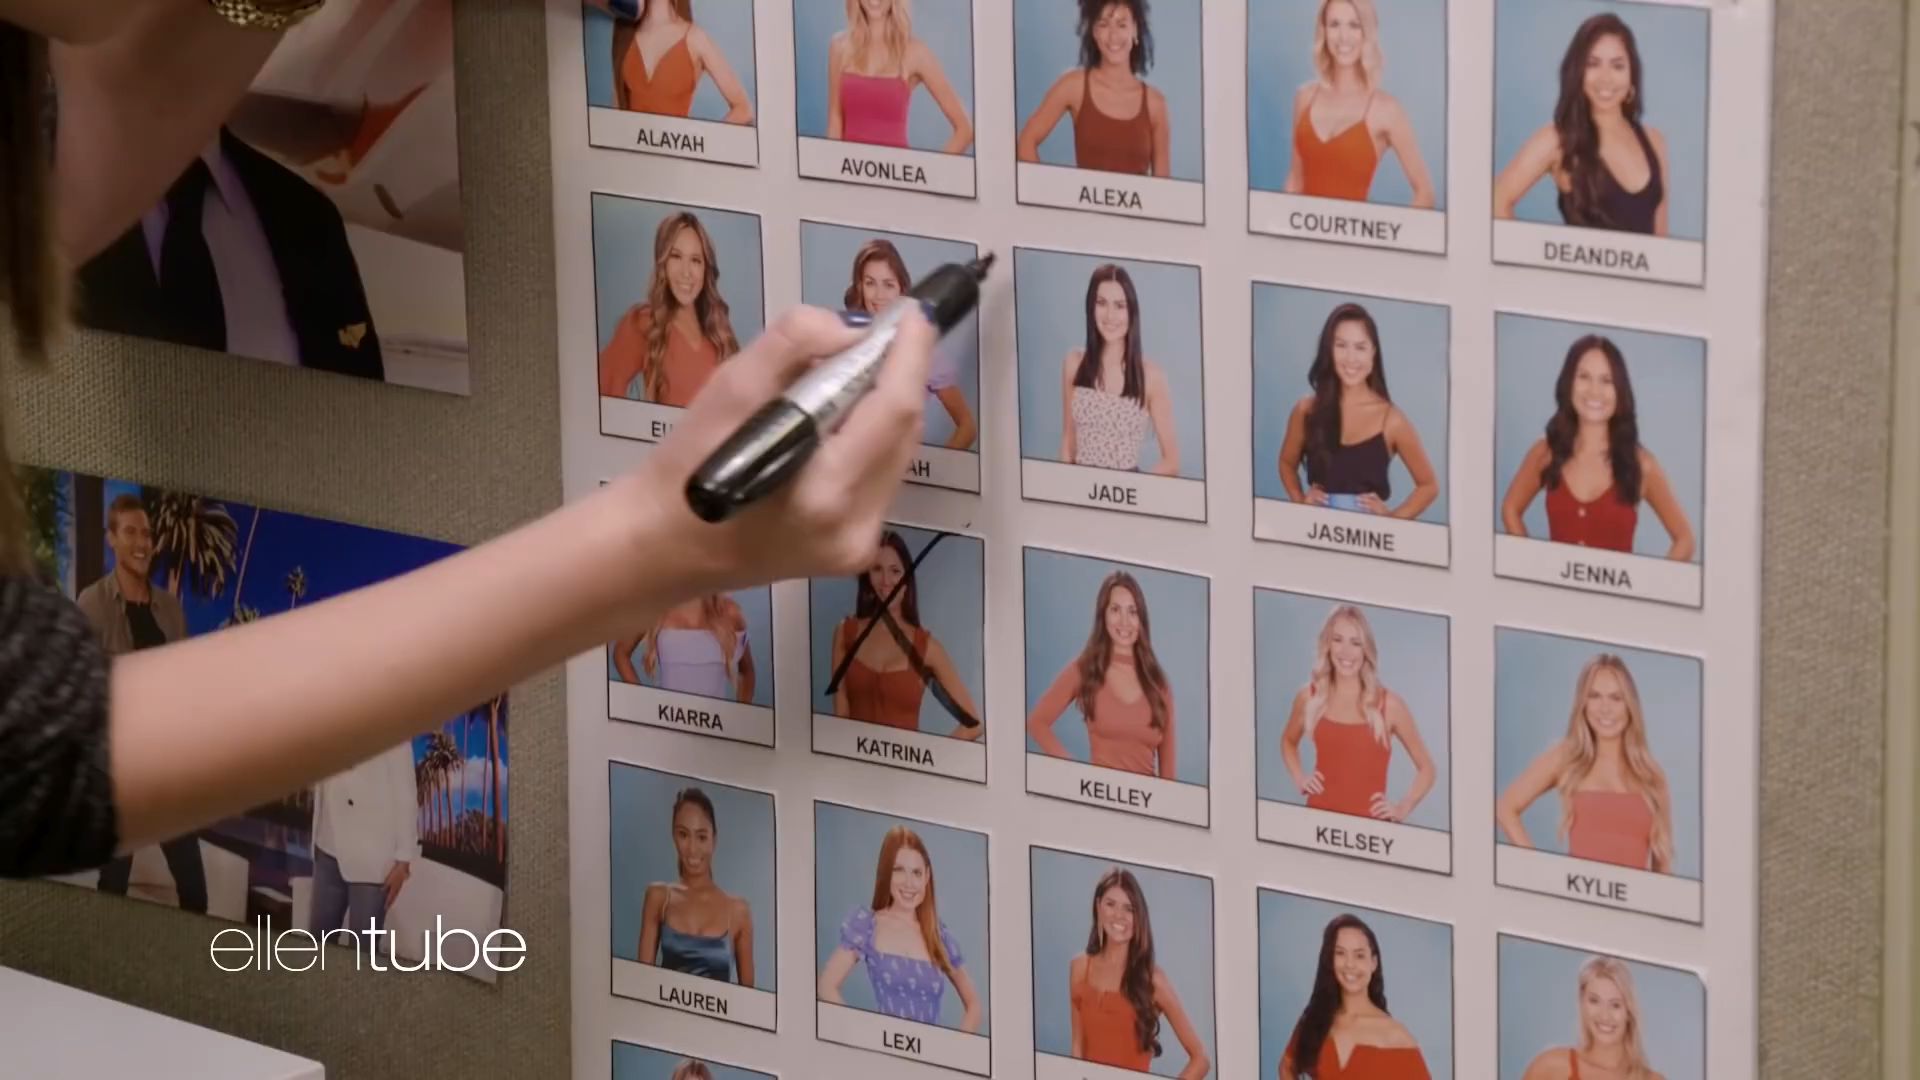 ALAYAH
AVONLEA
ALEXA
COURTNEY
DEANDRA
JADE
JASMINE
JENNA
KIARRA
KATRINA
KELLEY
KELSEY
KYLIE
LAUREN
LEXI
ellentube